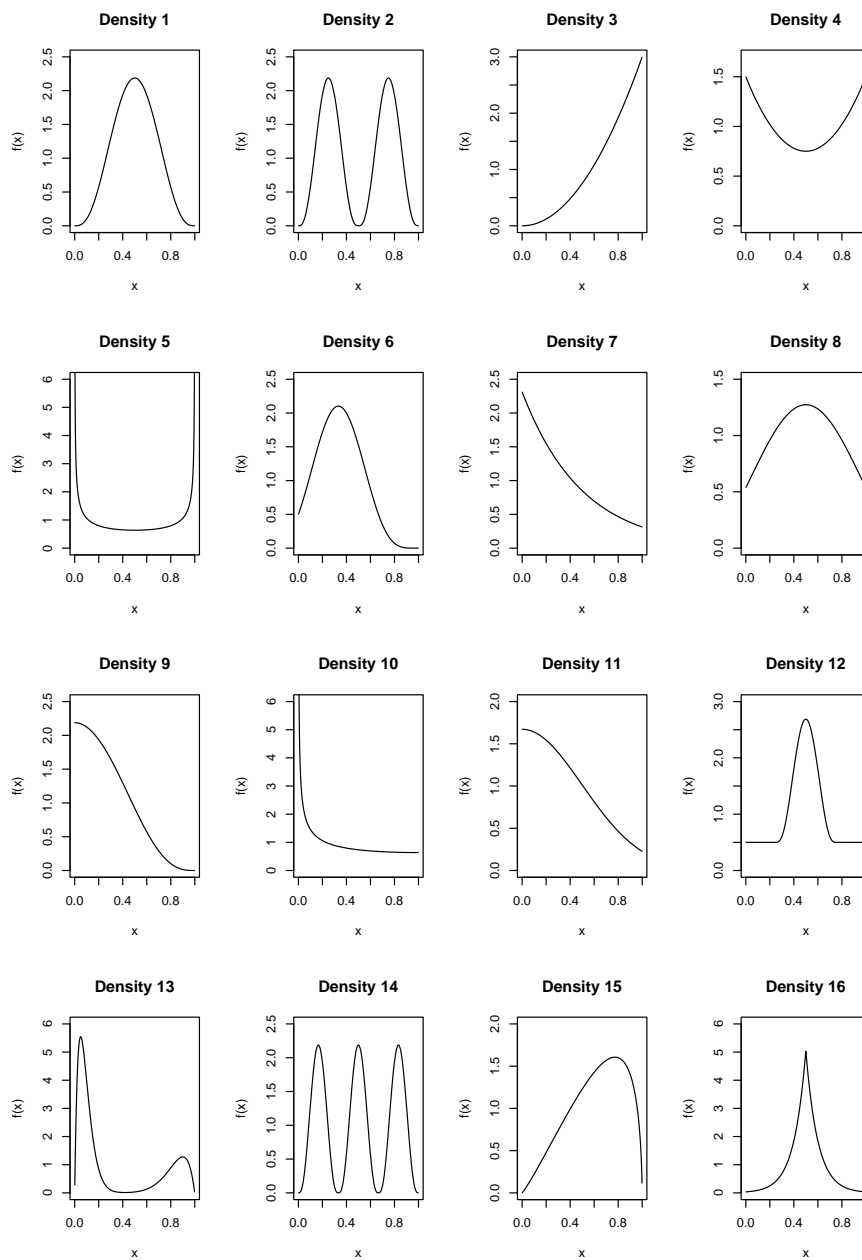 Density 1
f(x)
0.0 0.5 1.0 1.5 2.0 2.5
0.0 0.4 0.8
x
Density 2
f(x)
0.0 0.5 1.0 1.5 2.0 2.5
0.0 0.4 0.8
x
Density 3
f(x)
0.0 1.0 2.0 3.0
0.0 0.4 0.8
x
Density 4
f(x)
0.0 0.5 1.0 1.5
0.0 0.4 0.8
x
Density 5
f(x)
0 1 2 3 4 5 6
0.0 0.4 0.8
x
Density 6
f(x)
0.0 0.5 1.0 1.5 2.0 2.5
0.0 0.4 0.8
x
Density 7
f(x)
0.0 0.5 1.0 1.5 2.0 2.5
0.0 0.4 0.8
x
Density 8
f(x)
0.0 0.5 1.0 1.5
0.0 0.4 0.8
x
Density 9
f(x)
0.0 0.5 1.0 1.5 2.0 2.5
0.0 0.4 0.8
x
Density 10
f(x)
0 1 2 3 4 5 6
0.0 0.4 0.8
x
Density 11
f(x)
0.0 0.5 1.0 1.5 2.0
0.0 0.4 0.8
x
Density 12
f(x)
0.0 1.0 2.0 3.0
0.0 0.4 0.8
x
Density 13
f(x)
0 1 2 3 4 5 6
0.0 0.4 0.8
x
Density 14
f(x)
0.0 0.5 1.0 1.5 2.0 2.5
0.0 0.4 0.8
x
Density 15
f(x)
0.0 0.5 1.0 1.5 2.0
0.0 0.4 0.8
x
Density 16
f(x)
0 1 2 3 4 5 6
0.0 0.4 0.8
x